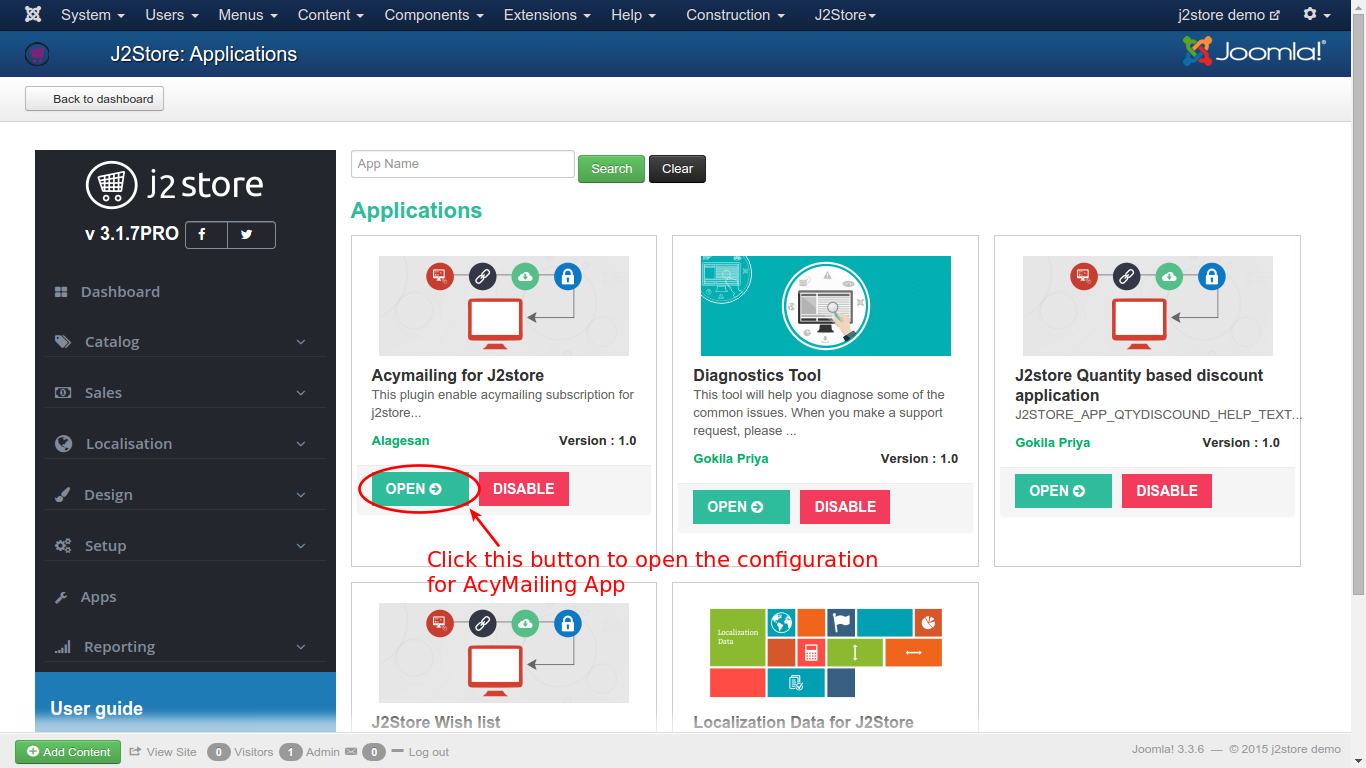 System Users Menus Content Components Extensions Help Construction J2Store j2store demo
J2Store: Applications
Joomla!
Back to dashboard
j2store
v 3.1.7PRO
Dashboard
Catalog
Sales
Localisation
Design
Setup
Apps
Reporting
User guide
App Name Search Clear
Applications
Acymailing for J2store
This plugin enable acymailing subscription for
j2store...
Alagesan Version : 1.0
OPEN DISABLE
Diagnostics Tool
This tool will help you diagnose some of the
common issues. When you make a support
request, please ...
Gokila Priya Version : 1.0
OPEN DISABLE
J2store Quantity based discount
application
J2STORE_APP_QTYDISCOUND_HELP_TEXT...
Gokila Priya Version : 1.0
OPEN DISABLE
Click this button to open the configuration
for AcyMailing App
J2Store Wish list
Localization
Data
Localization Data for J2Store
Add Content View Site 0 Visitors 1 Admin 0 Log out
Joomla! 3.3.6 — © 2015 j2store demo